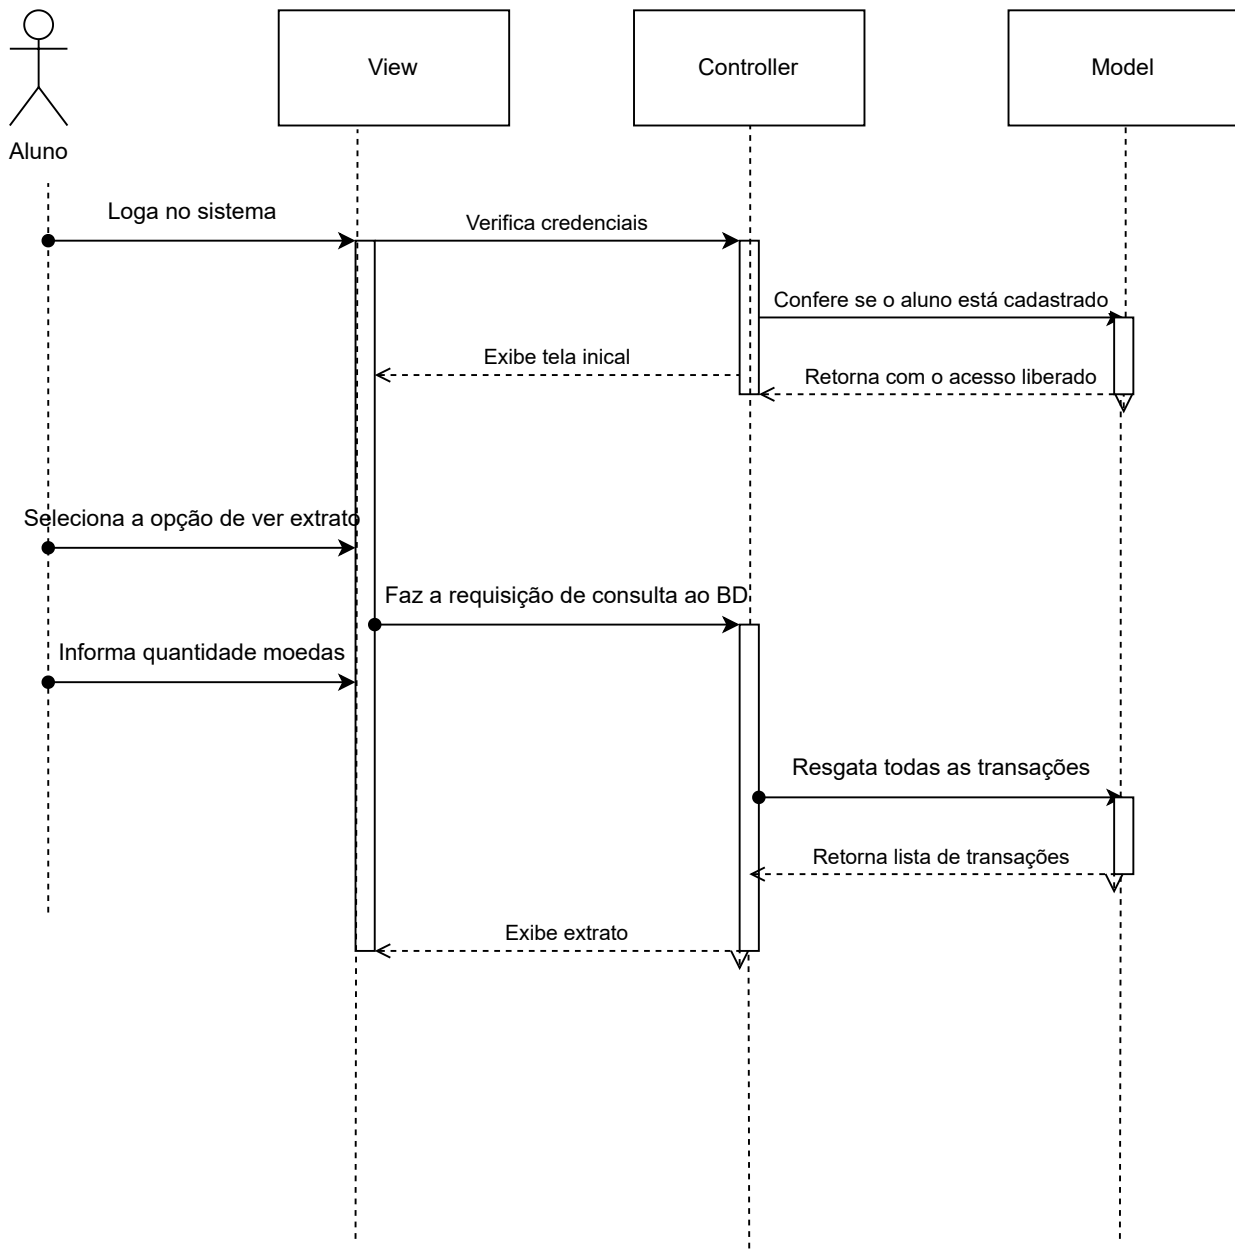 View
Controller
Model
Aluno
Loga no sistema
Verifica credenciais
Confere se o aluno está cadastrado
Exibe tela inical
Retorna com o acesso liberado
Seleciona a opção de ver extrato
Faz a requisição de consulta ao BD
Informa quantidade moedas
Resgata todas as transações
Retorna lista de transações
Exibe extrato